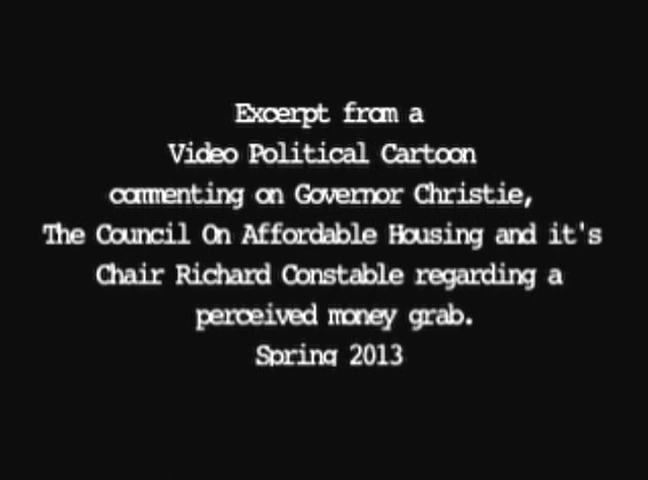 Excerpt from a
Video Political Cartoon
commenting on Governor Christie,
The Council On Affordable Housing and it's
Chair Richard Constable regarding a
perceived money grab.
Spring 2013